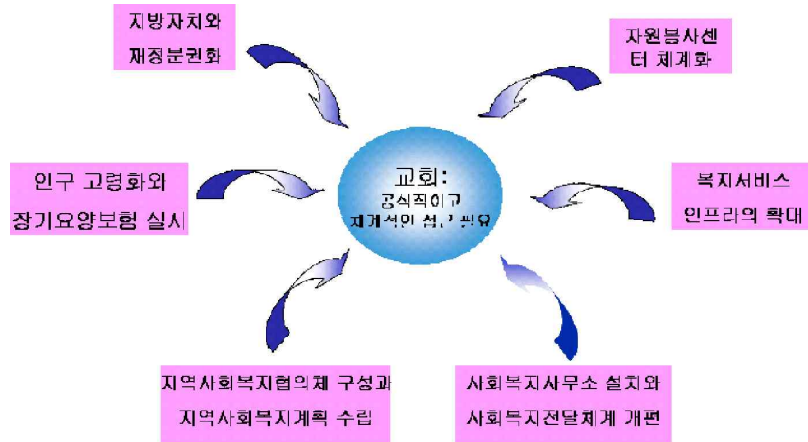 지방자치와
재정분권화
자원봉사센
터 체계화
인구 고령화와
장기요양보험 실시
교회:
공식적이고
체계적인 접근 필요
복지서비스
인프라의 확대
지역사회복지협의체 구성과
지역사회복지계획 수립
사회복지사무소 설치와
사회복지전달체계 개편